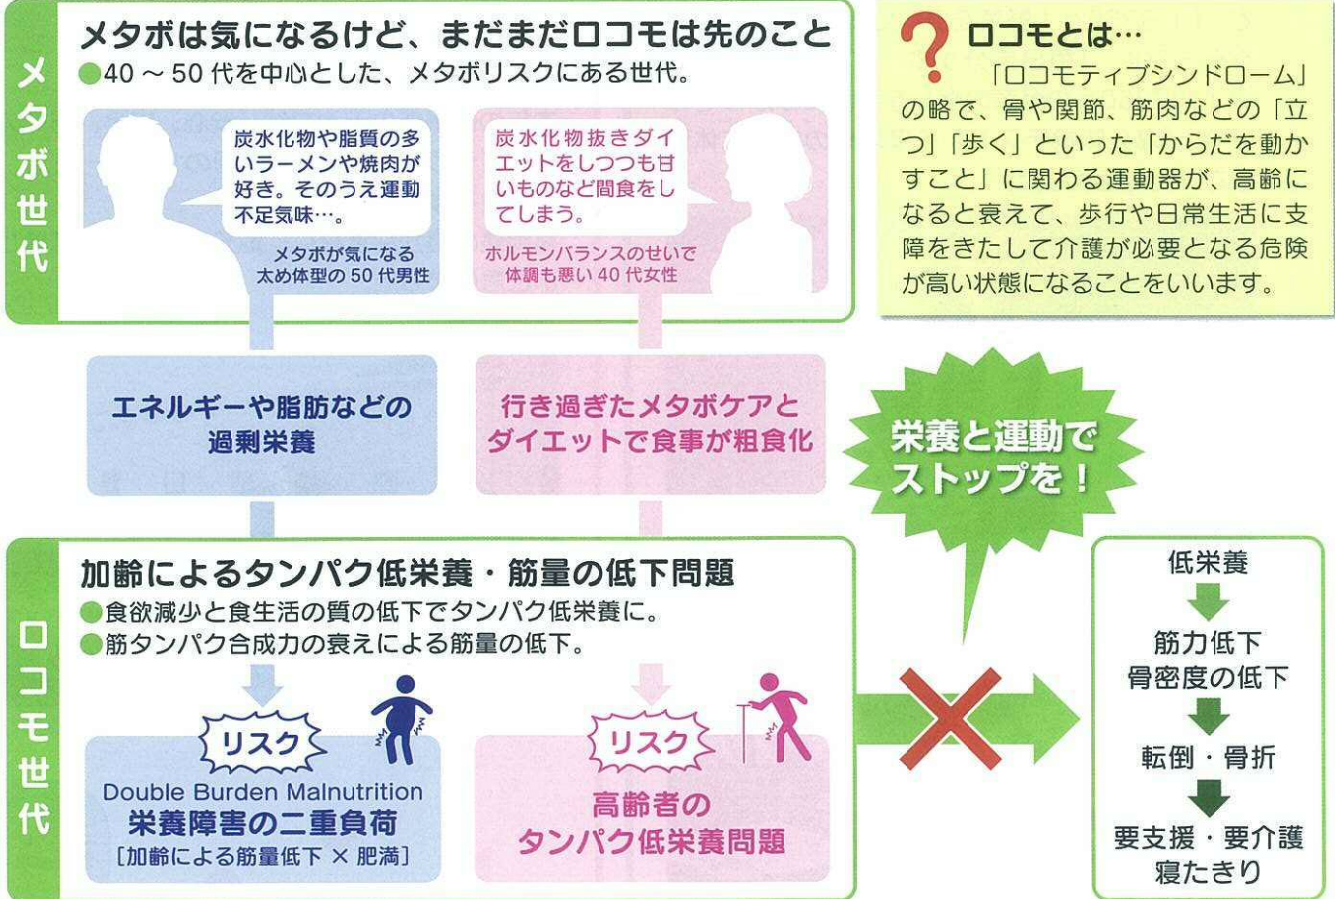 メタボ世代
メタボは気になるけど、まだまだロコモは先のこと
●40～50代を中心とした、メタボリスクにある世代。
炭水化物や脂質の多
いラーメンや焼肉が
好き。そのうえ運動
不足気味…。
メタボが気になる
太め体型の50代男性
炭水化物抜きダイ
エットをしつつも甘
いものなど間食をし
てしまう。
ホルモンバランスのせいで
体調も悪い40代女性
?
ロコモとは…
「ロコモティブシンドローム」
の略で、骨や関節、筋肉などの「立
つ」「歩く」といった「からだを動か
すこと」に関わる運動器が、高齢に
なると衰えて、歩行や日常生活に支
障をきたして介護が必要となる危険
が高い状態になることをいいます。
エネルギーや脂肪などの
過剰栄養
行き過ぎたメタボケアと
ダイエットで食事が粗食化
栄養と運動で
ストップを！
ロコモ世代
加齢によるタンパク低栄養・筋量の低下問題
●食欲減少と食生活の質の低下でタンパク低栄養に。
●筋タンパク合成力の衰えによる筋量の低下。
リスク
Double Burden Malnutrition
栄養障害の二重負荷
［加齢による筋量低下×肥満］
リスク
高齢者の
タンパク低栄養問題
低栄養
筋力低下
骨密度の低下
転倒・骨折
要支援・要介護
寝たきり